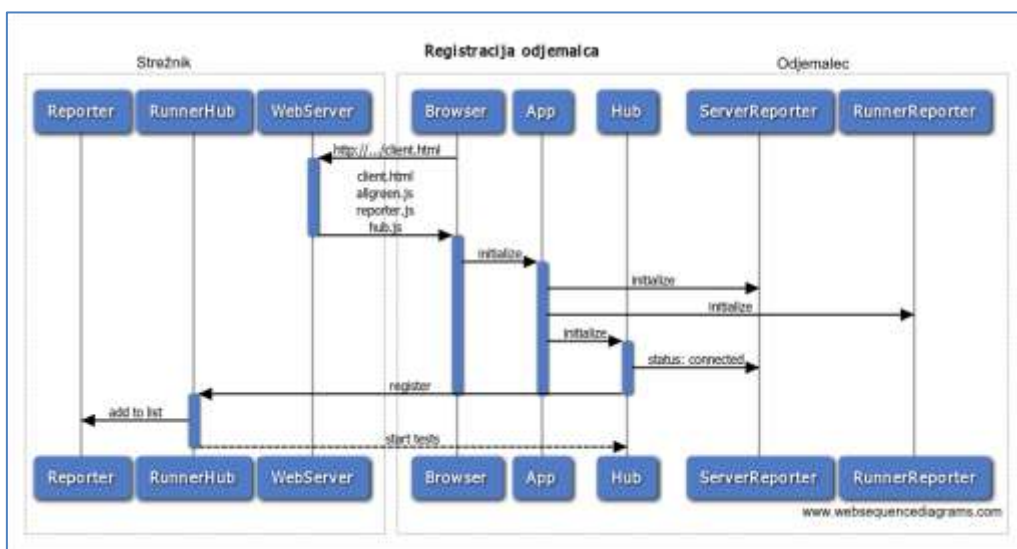 Registracija odjemalca
Strežnik
Odjemalec
Reporter
RunnerHub
WebServer
Browser
App
Hub
ServerReporter
RunnerReporter
http://.../client.html
client.html
allgreen.js
reporter.js
hub.js
initialize
initialize
initialize
initialize
status: connected
register
add to list
start tests
Reporter
RunnerHub
WebServer
Browser
App
Hub
ServerReporter
RunnerReporter
www.websequencediagrams.com